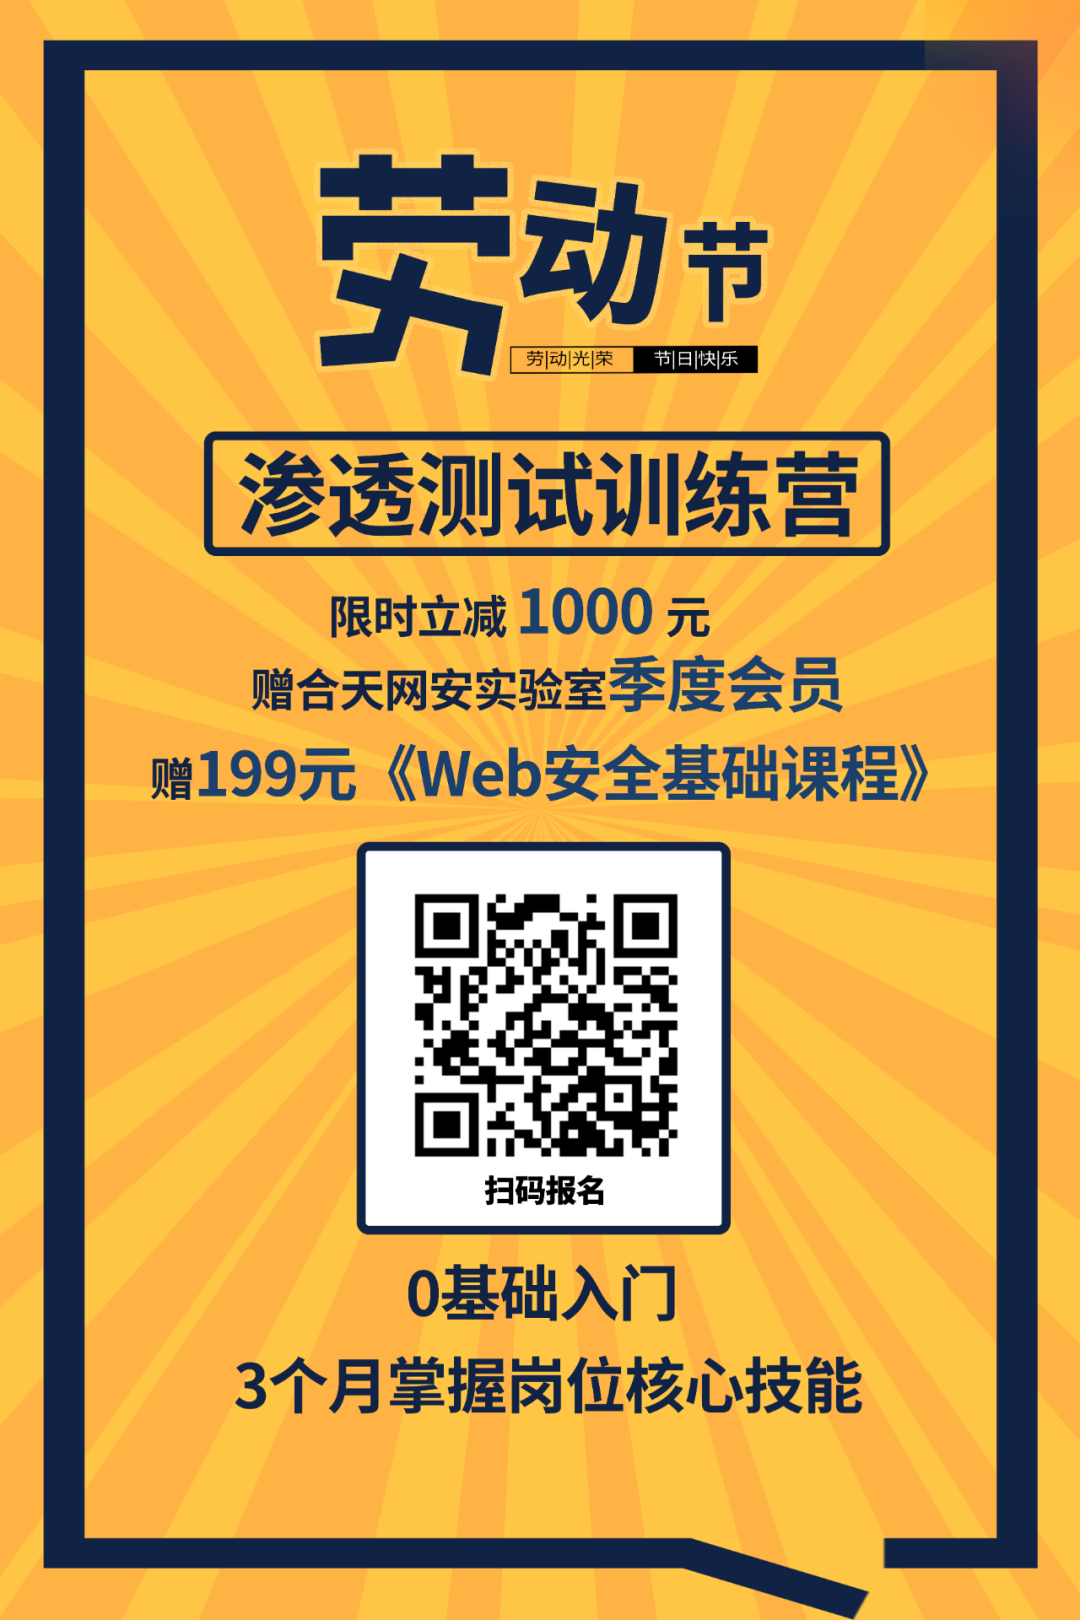 劳动节
劳|动|光|荣 节|日|快|乐
渗透测试训练营
限时立减 1000 元
赠合天网安实验室季度会员
赠199元《Web安全基础课程》
扫码报名
0基础入门
3个月掌握岗位核心技能